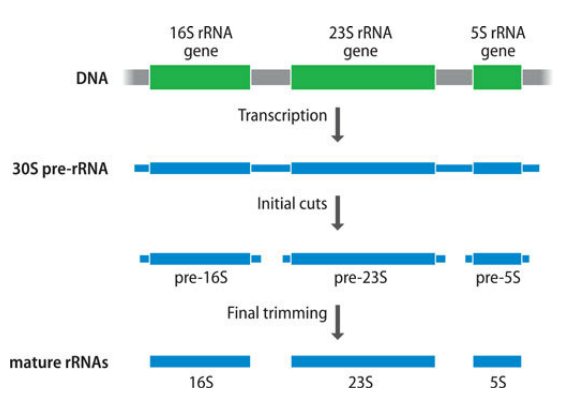 16S rRNA
gene
23S rRNA
gene
5S rRNA
gene
DNA
Transcription
30S pre-rRNA
Initial cuts
pre-16S
pre-23S
pre-5S
Final trimming
mature rRNAs
16S
23S
5S